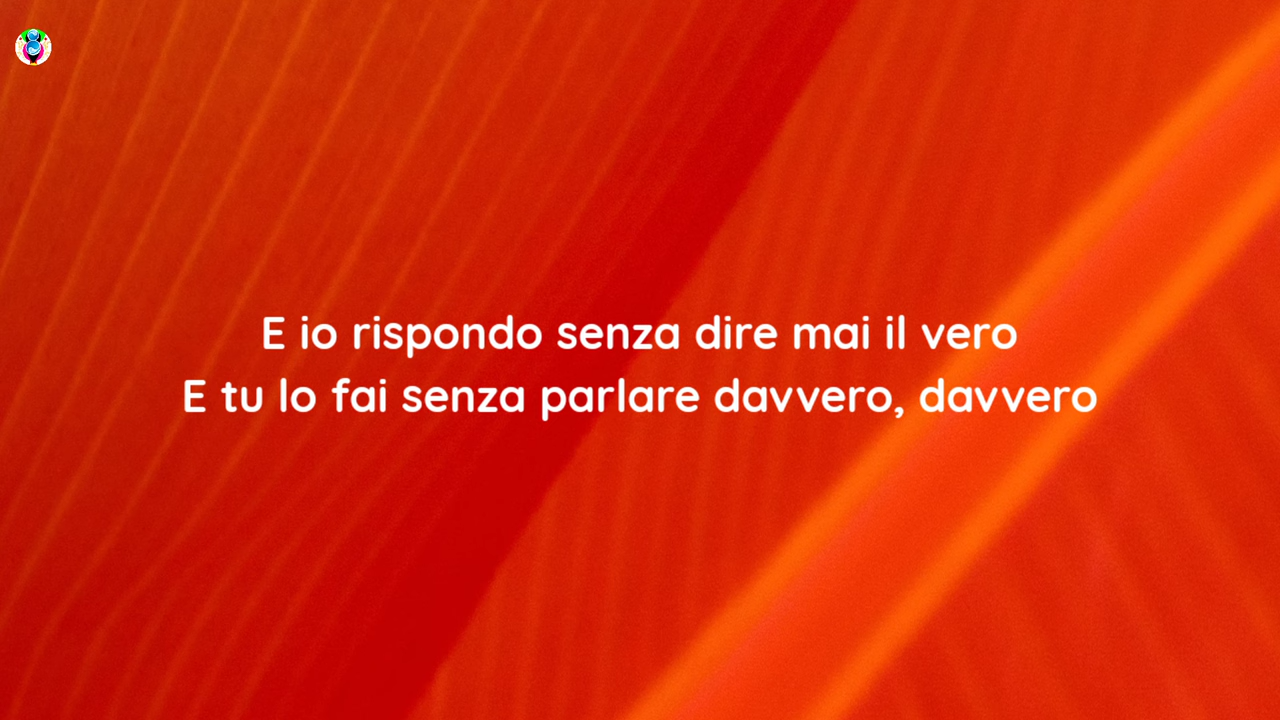 E io rispondo senza dire mai il vero
E tu lo fai senza parlare davvero, davvero